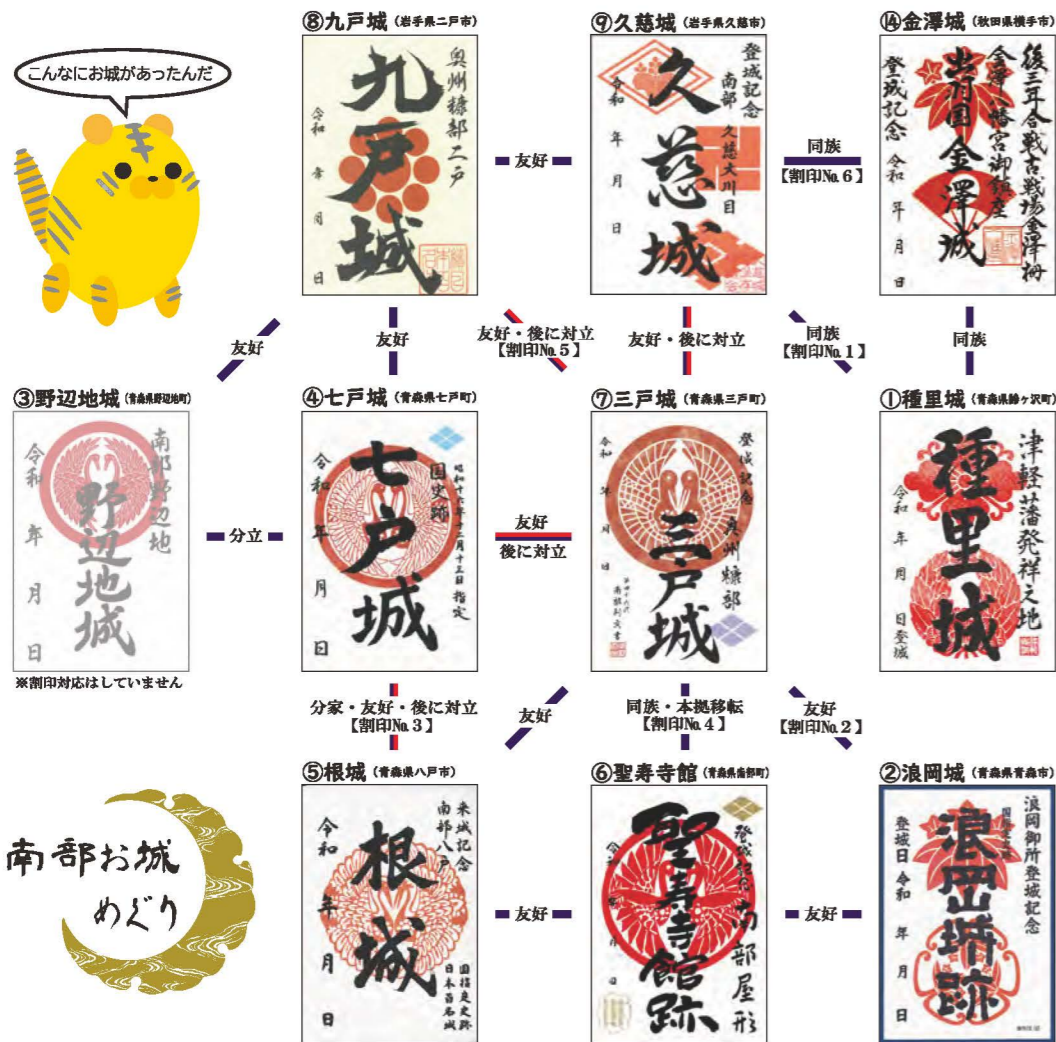 こんなにお城があったんだ
⑧九戸城 (岩手県二戸市)
奥州糠部二戸
九戸城
令和 年 月 日
友好
⑨久慈城 (岩手県久慈市)
登城記念
南部 久慈大川目
久慈城
令和 年 月 日
同族
【割印No.6】
⑭金澤城 (秋田県横手市)
後三年合戦古戦場金澤柵
金澤八幡宮御鎮座
出羽国金澤城
登城記念 令和 年 月 日
友好
友好
友好・後に対立
【割印No.5】
友好・後に対立
同族
【割印No.1】
同族
③野辺地城 (青森県野辺地町)
南部野辺地
野辺地城
令和 年 月 日
※割印対応はしていません
分立
④七戸城 (青森県七戸町)
昭和十六年十二月十三日指定
国史跡
七戸城
令和 年 月 日
友好
後に対立
⑦三戸城 (青森県三戸町)
登城記念 奥州糠部
三戸城
令和 年 月 日
①種里城 (青森県鰺ヶ沢町)
津軽藩発祥之地
種里城
令和 年 月 日登城
分家・友好・後に対立
【割印No.3】
友好
同族・本拠移転
【割印No.4】
友好
【割印No.2】
南部お城
めぐり
⑤根城 (青森県八戸市)
来城記念
南部八戸
根城
国指定史跡
日本百名城
令和 年 月 日
友好
⑥聖寿寺館 (青森県南部町)
登城記念 南部屋形
聖寿寺館跡
友好
②浪岡城 (青森県青森市)
浪岡御所登城記念
浪岡城跡
登城日 令和 年 月 日